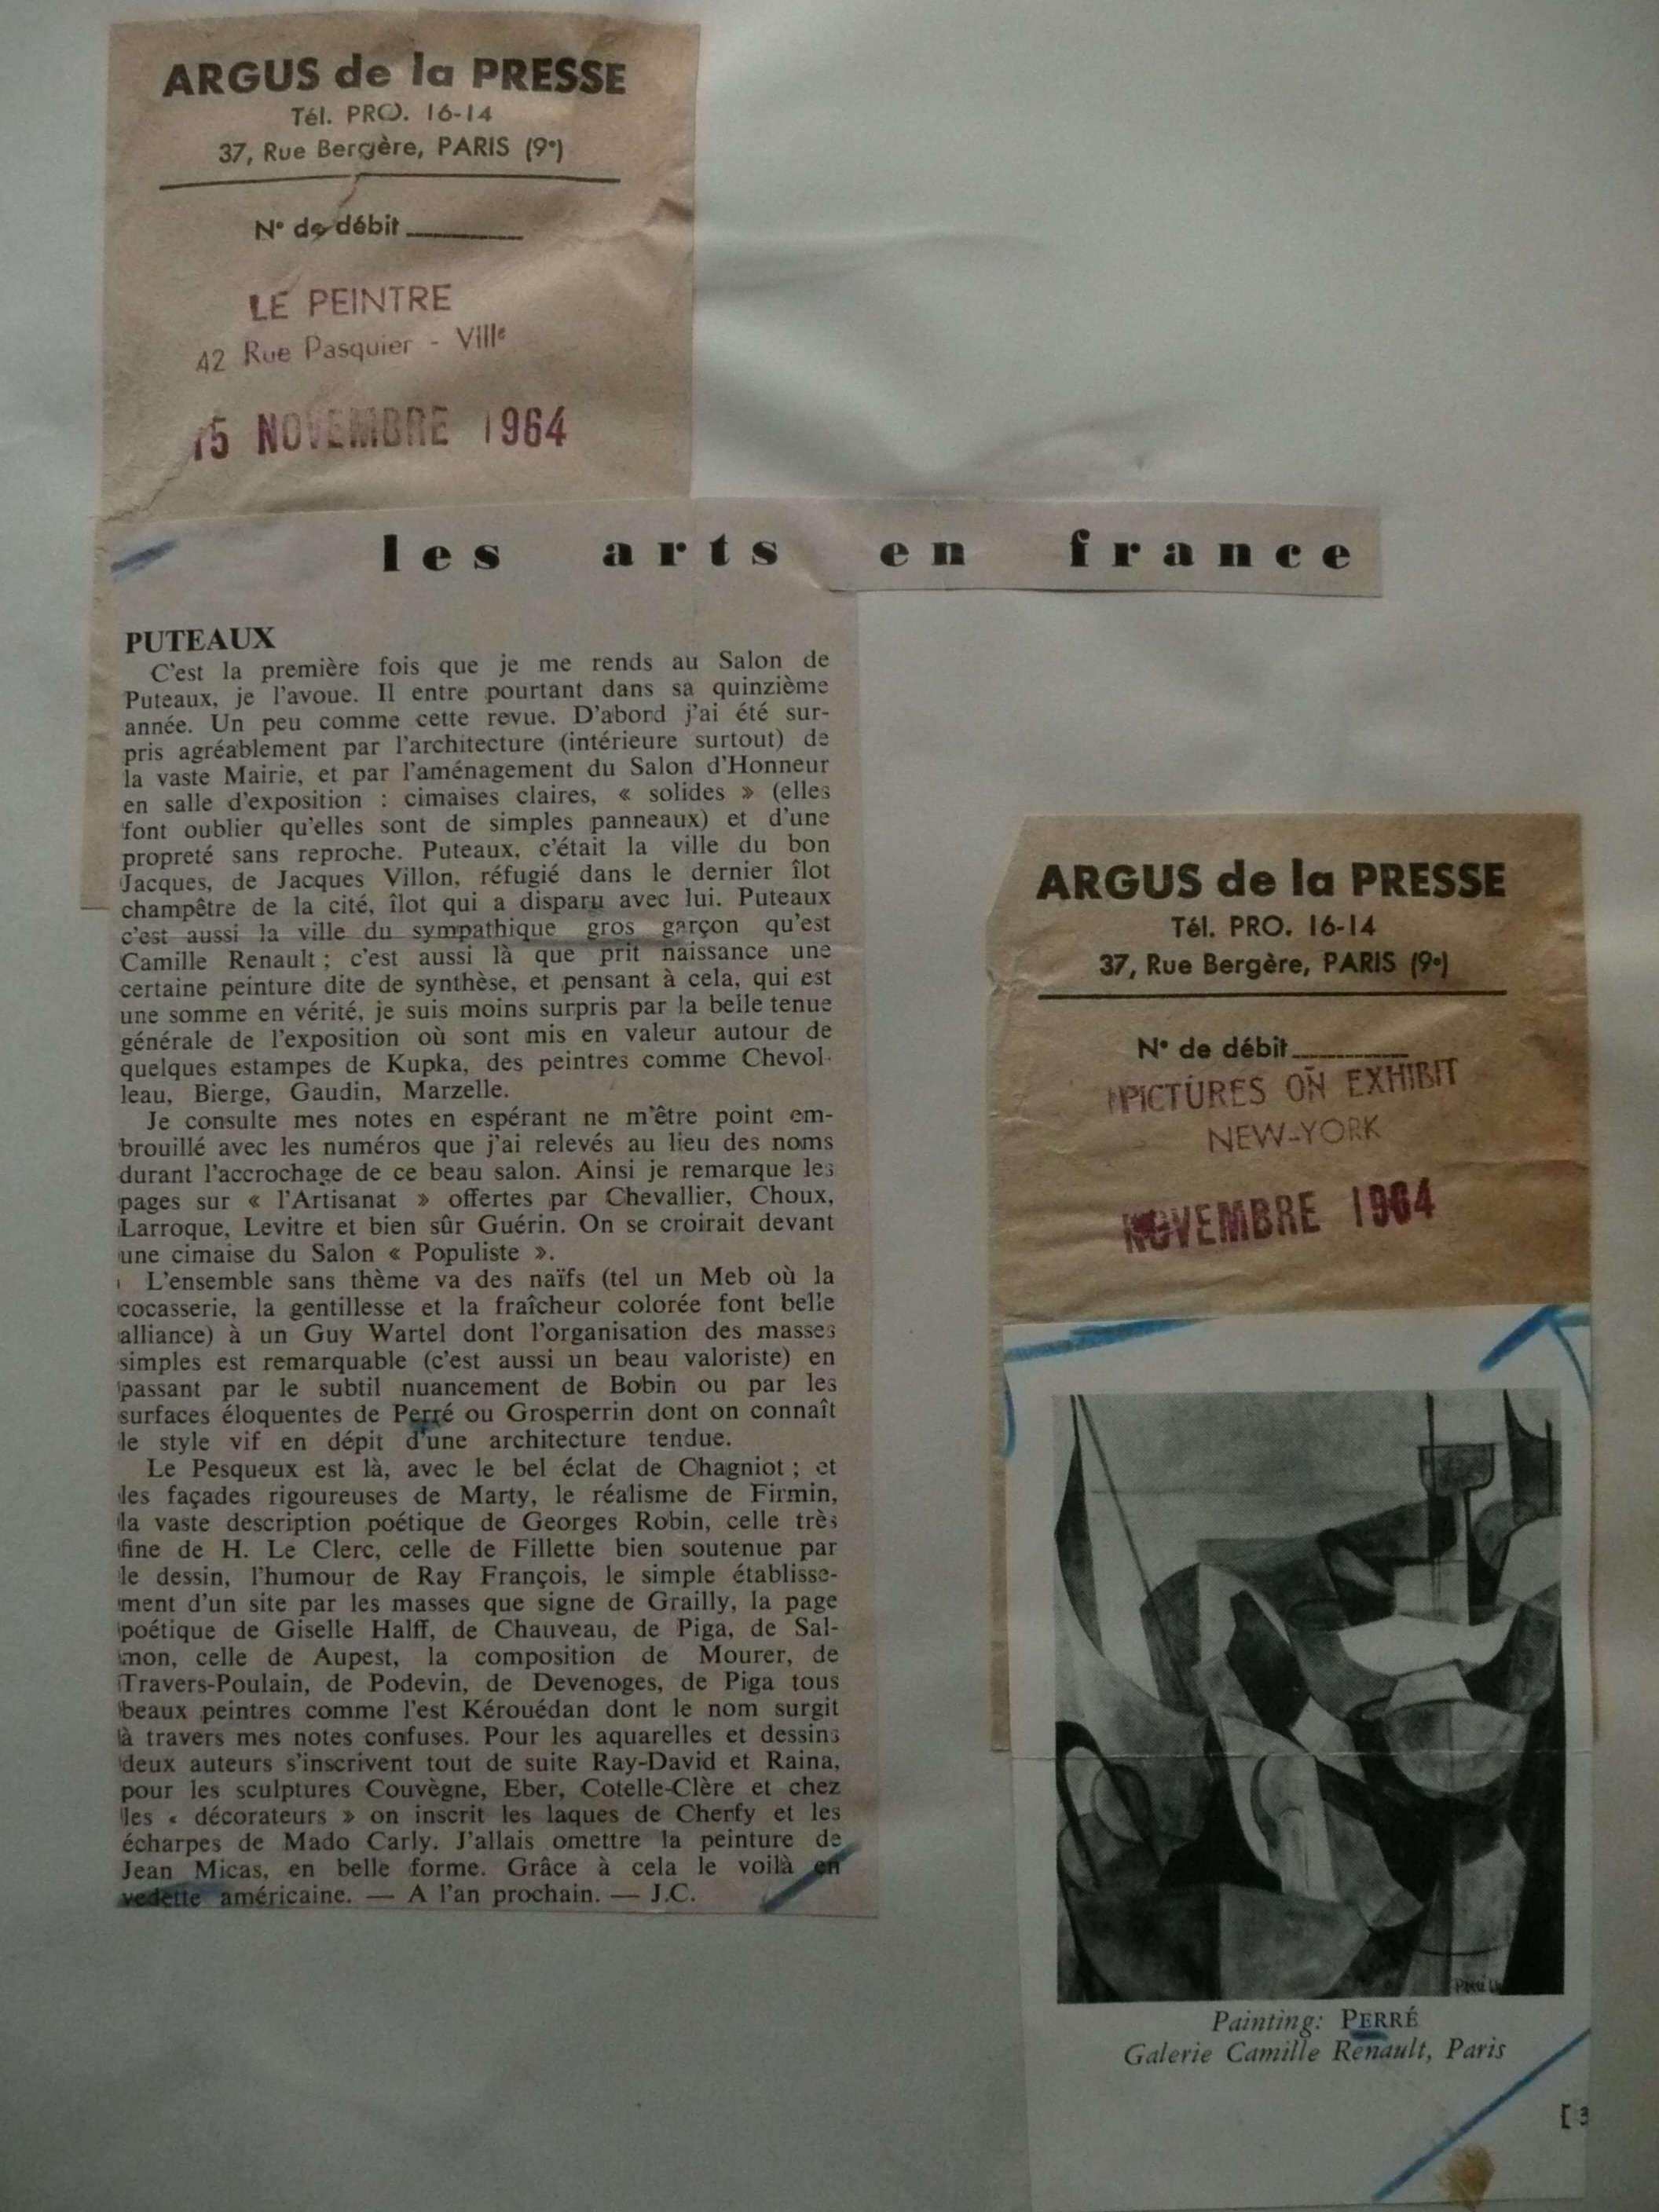 ARGUS de la PRESSE
Tél. PRO. 16-14
37, Rue Bergère, PARIS (9e)
N° de débit
LE PEINTRE
42 Rue Pasquier - Ville
15 NOVEMBRE 1964
les arts en france
PUTEAUX
C'est la première fois que je me rends au Salon de
Puteaux, je l'avoue. Il entre pourtant dans sa quinzième
année. Un peu comme cette revue. D'abord j'ai été sur-
pris agréablement par l'architecture (intérieure surtout) de
la vaste Mairie, et par l'aménagement du Salon d'Honneur
en salle d'exposition : cimaises claires, « solides » (elles
font oublier qu'elles sont de simples panneaux) et d'une
propreté sans reproche. Puteaux, c'était la ville du bon
Jacques, de Jacques Villon, réfugié dans le dernier îlot
champêtre de la cité, îlot qui a disparu avec lui. Puteaux
c'est aussi la ville du sympathique gros garçon qu'est
Camille Renault ; c'est aussi là que prit naissance une
certaine peinture dite de synthèse, et pensant à cela, qui est
une somme en vérité, je suis moins surpris par la belle tenue
générale de l'exposition où sont mis en valeur autour de
quelques estampes de Kupka, des peintres comme Chevol-
leau, Bierge, Gaudin, Marzelle.
Je consulte mes notes en espérant ne m'être point em-
brouillé avec les numéros que j'ai relevés au lieu des noms
durant l'accrochage de ce beau salon. Ainsi je remarque les
pages sur « l'Artisanat » offertes par Chevallier, Choux,
Larroque, Levitre et bien sûr Guérin. On se croirait devant
une cimaise du Salon « Populiste ».
L'ensemble sans thème va des naïfs (tel un Meb où la
cocasserie, la gentillesse et la fraîcheur colorée font belle
alliance) à un Guy Wartel dont l'organisation des masses
simples est remarquable (c'est aussi un beau valoriste) en
passant par le subtil nuancement de Bobin ou par les
surfaces éloquentes de Perré ou Grosperrin dont on connaît
le style vif en dépit d'une architecture tendue.
Le Pesqueux est là, avec le bel éclat de Chagniot ; et
les façades rigoureuses de Marty, le réalisme de Firmin,
la vaste description poétique de Georges Robin, celle très
fine de H. Le Clerc, celle de Fillette bien soutenue par
le dessin, l'humour de Ray François, le simple établisse-
ment d'un site par les masses que signe de Grailly, la page
poétique de Giselle Halff, de Chauveau, de Piga, de Sal-
mon, celle de Aupest, la composition de Mourer, de
Travers-Poulain, de Podevin, de Devenoges, de Piga tous
beaux peintres comme l'est Kérouédan dont le nom surgit
à travers mes notes confuses. Pour les aquarelles et dessins
deux auteurs s'inscrivent tout de suite Ray-David et Raina,
pour les sculptures Couvègne, Eber, Cotelle-Clère et chez
les « décorateurs » on inscrit les laques de Cherfy et les
écharpes de Mado Carly. J'allais omettre la peinture de
Jean Micas, en belle forme. Grâce à cela le voilà en
vedette américaine. — A l'an prochain. — J.C.
ARGUS de la PRESSE
Tél. PRO. 16-14
37, Rue Bergère, PARIS (9e)
N° de débit
PICTURES ON EXHIBIT
NEW-YORK
NOVEMBRE 1964
Painting: PERRÉ
Galerie Camille Renault, Paris
[ 3